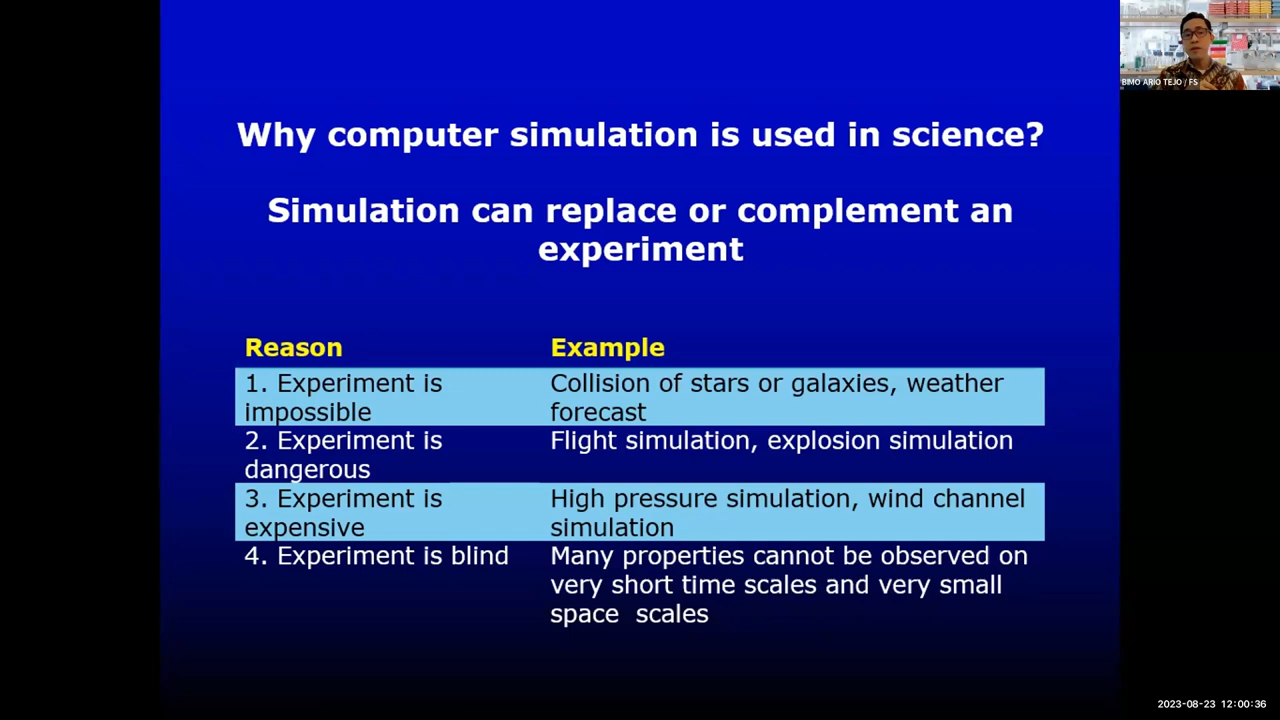 BIMO ARIO TEJO / FS
Why computer simulation is used in science?
Simulation can replace or complement an
experiment
Reason Example
1. Experiment is
impossible
Collision of stars or galaxies, weather
forecast
2. Experiment is
dangerous
Flight simulation, explosion simulation
3. Experiment is
expensive
High pressure simulation, wind channel
simulation
4. Experiment is blind
Many properties cannot be observed on
very short time scales and very small
space  scales
2023-08-23 12:00:36